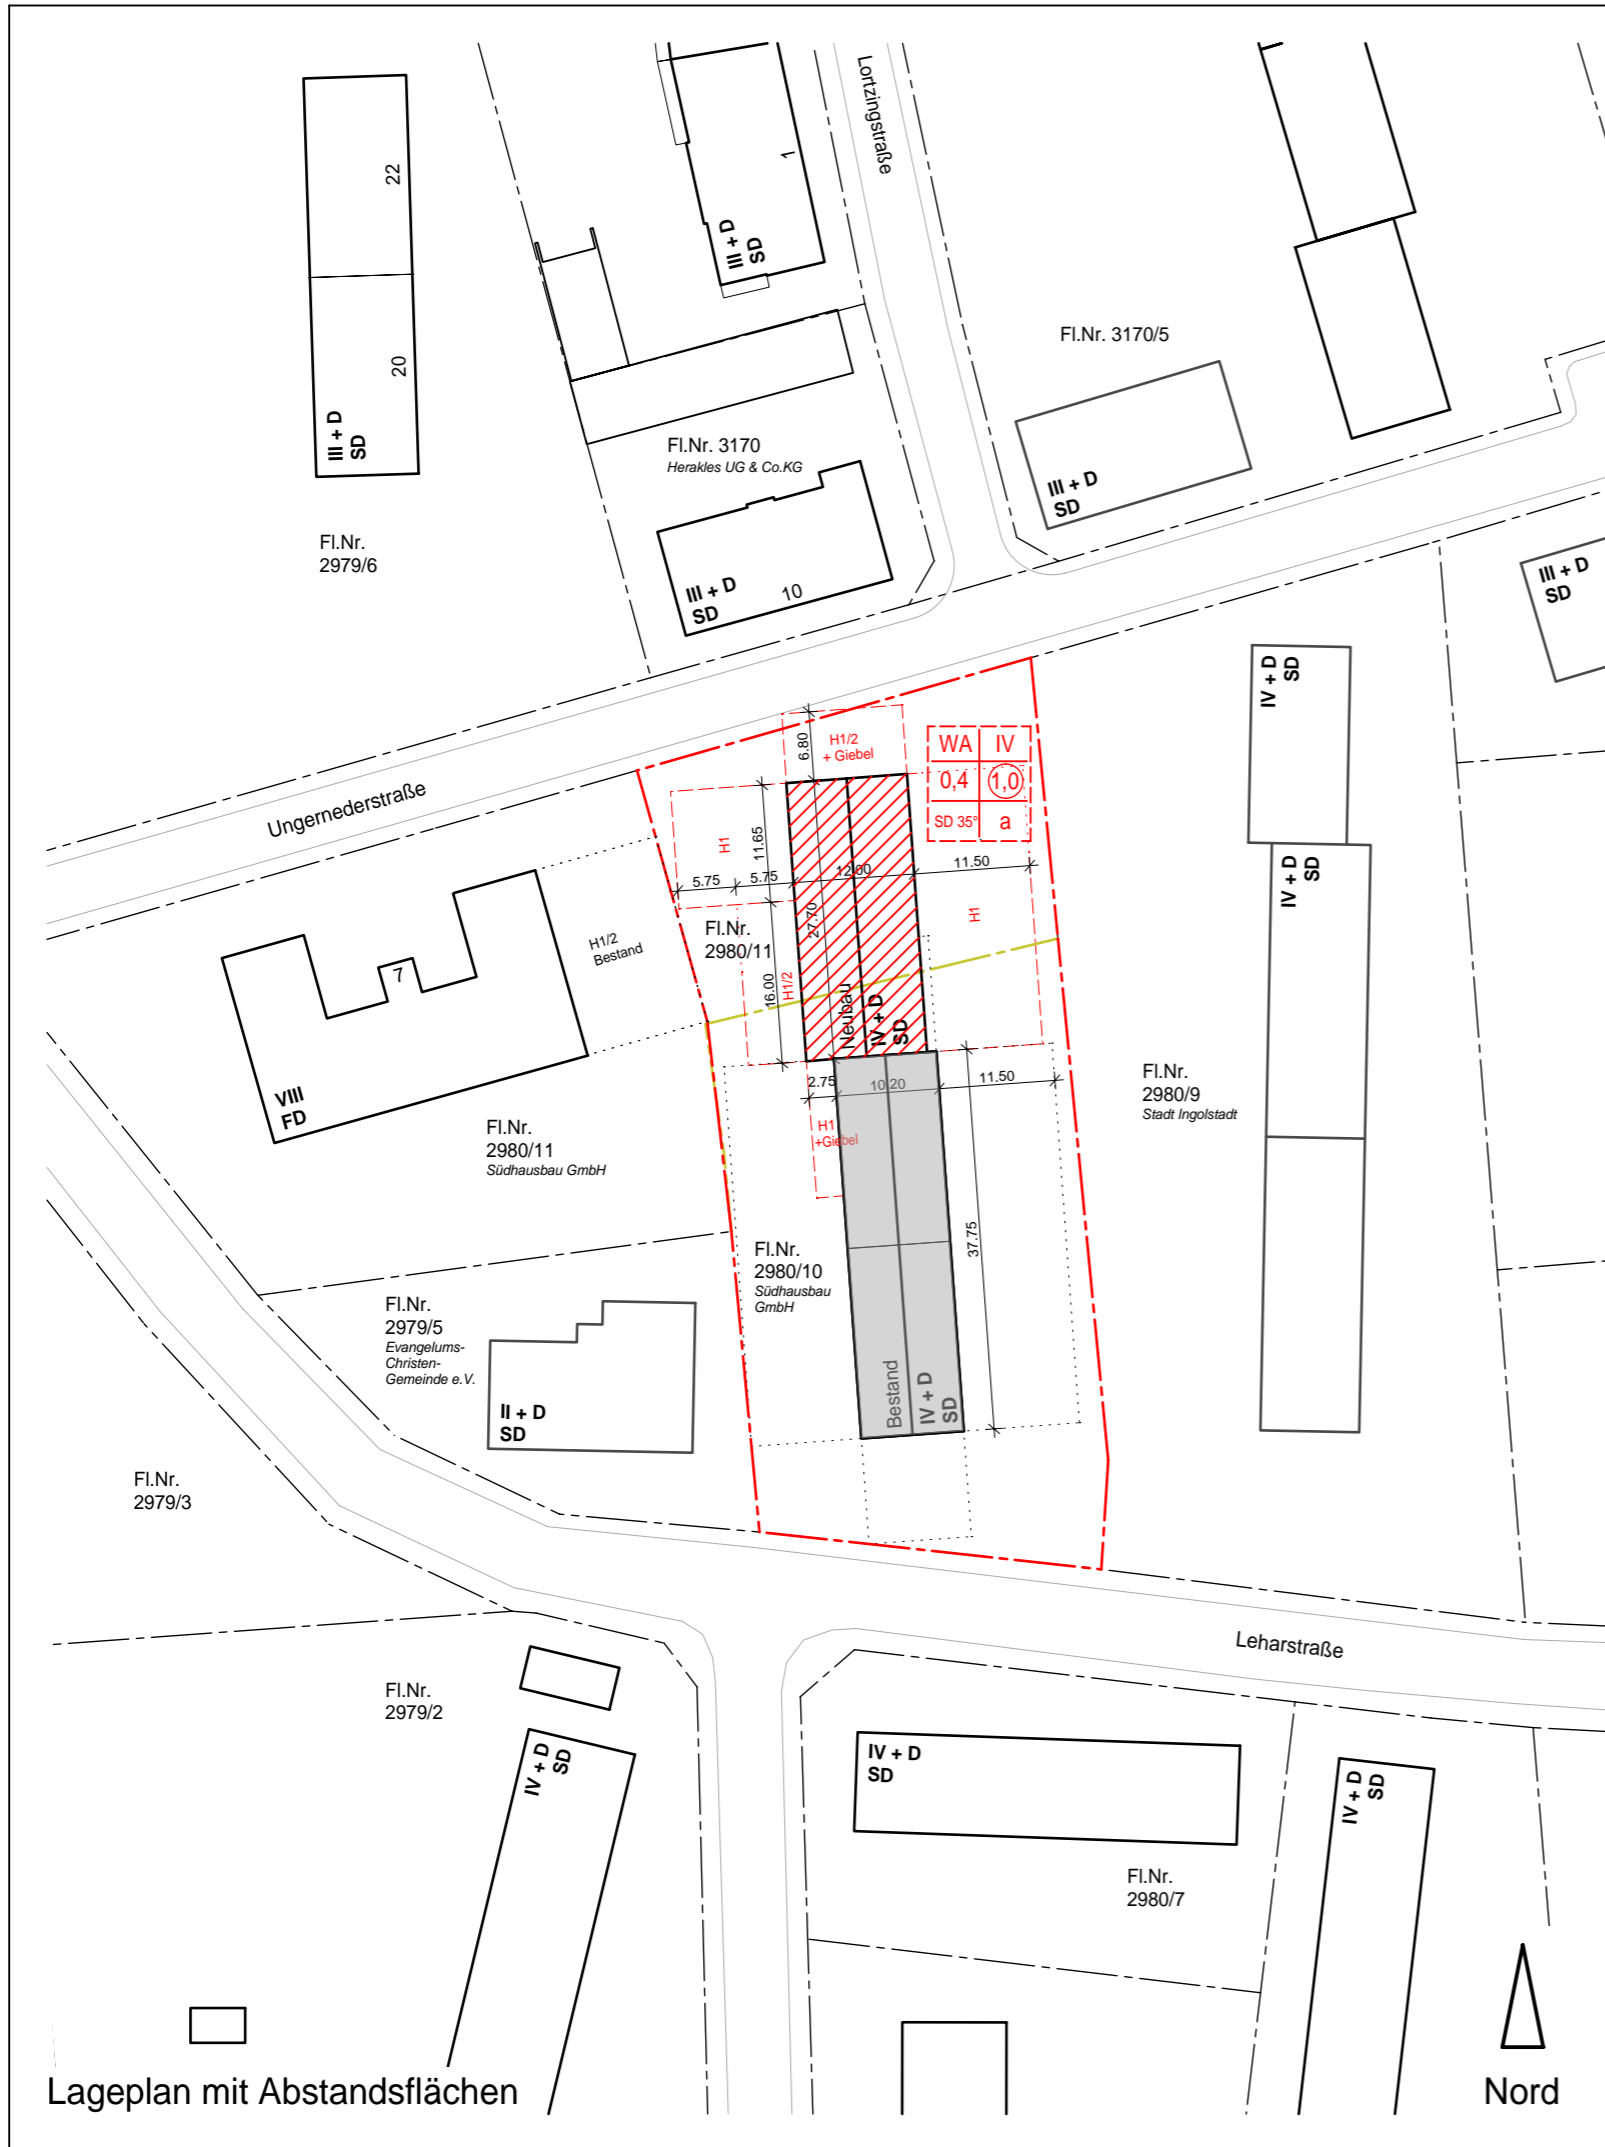 Lortzingstraße
22
20
III + D
SD
1
III + D
SD
Fl.Nr. 3170/5
III + D
SD
Fl.Nr. 3170
Herakles UG & Co.KG
III + D
SD
10
Fl.Nr.
2979/6
III + D
SD
IV + D
SD
IV + D
SD
Ungernederstraße
6.80
H1/2
+ Giebel
WA
IV
0,4
1,0
SD 35°
a
H1
11.65
5.75
5.75
12.00
11.50
27.70
H1
Fl.Nr.
2980/11
16.00
H1/2
Neubau
IV + D
SD
H1/2
Bestand
7
VIII
FD
Fl.Nr.
2980/11
Südhausbau GmbH
2.75
10.20
11.50
H1
+Giebel
37.75
Fl.Nr.
2980/9
Stadt Ingolstadt
Fl.Nr.
2980/10
Südhausbau
GmbH
Bestand
IV + D
SD
Fl.Nr.
2979/5
Evangelums-
Christen-
Gemeinde e.V.
II + D
SD
Fl.Nr.
2979/3
Leharstraße
Fl.Nr.
2979/2
IV + D
SD
IV + D
SD
IV + D
SD
Fl.Nr.
2980/7
Lageplan mit Abstandsflächen
Nord